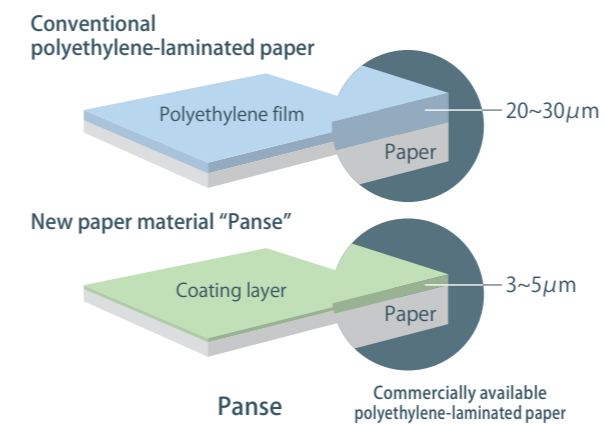 Conventional
polyethylene-laminated paper
Polyethylene film
20~30μm
Paper
New paper material “Panse”
Coating layer
3~5μm
Paper
Panse
Commercially available
polyethylene-laminated paper